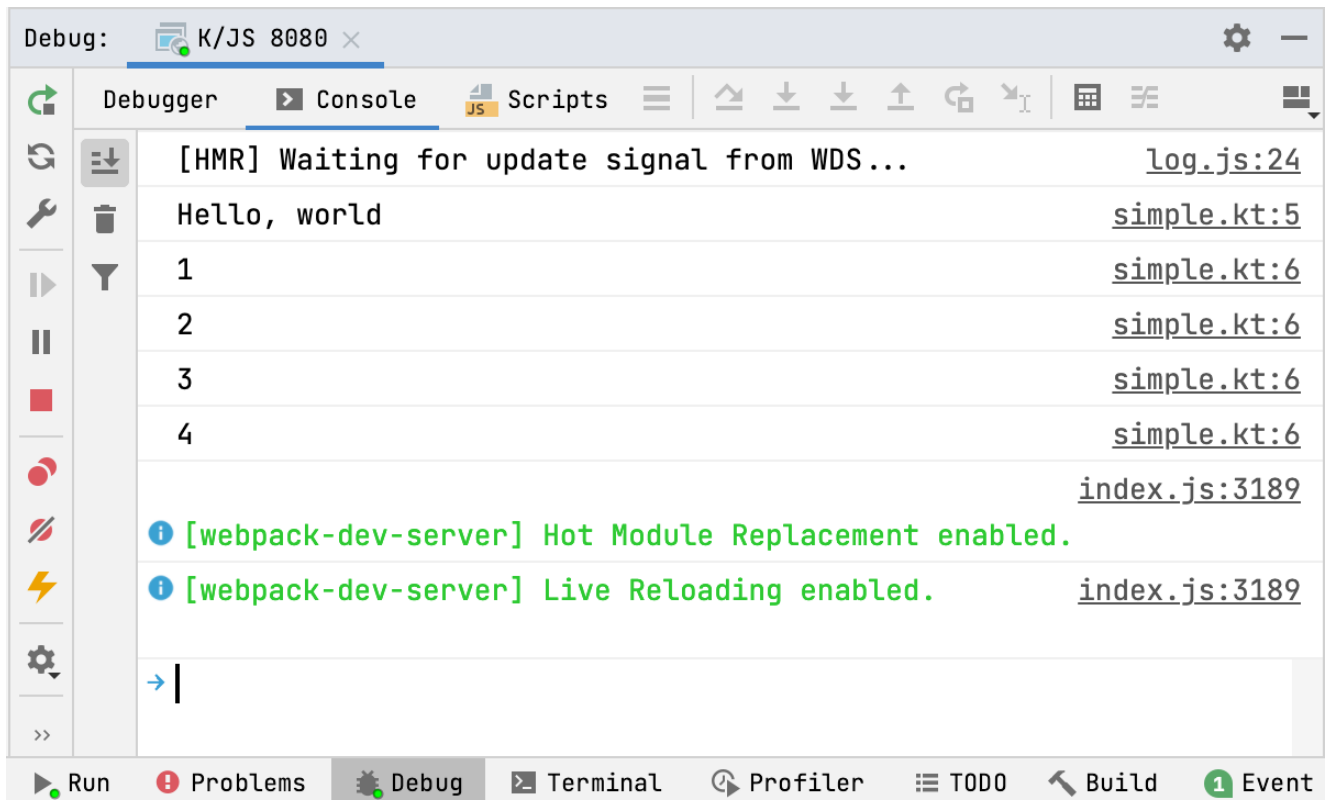 Debug: K/JS 8080
Debugger Console JS Scripts
[HMR] Waiting for update signal from WDS... log.js:24
Hello, world simple.kt:5
1 simple.kt:6
2 simple.kt:6
3 simple.kt:6
4 simple.kt:6
index.js:3189
[webpack-dev-server] Hot Module Replacement enabled.
[webpack-dev-server] Live Reloading enabled. index.js:3189
Run Problems Debug Terminal Profiler TODO Build 1 Event